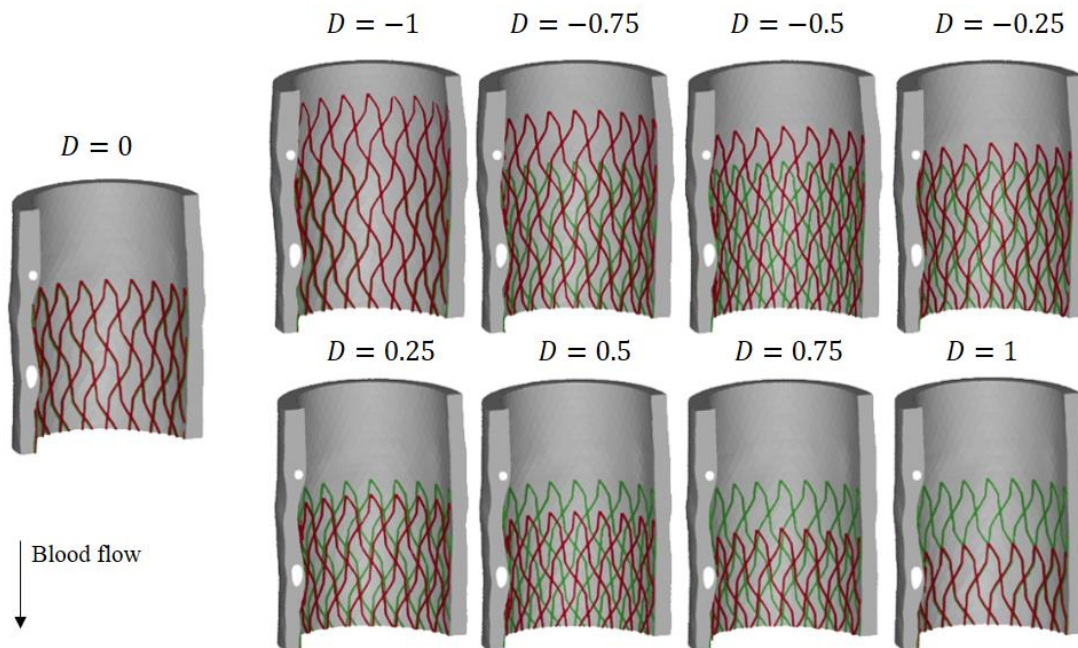 D = −1
D = −0.75
D = −0.5
D = −0.25
D = 0
D = 0.25
D = 0.5
D = 0.75
D = 1
Blood flow